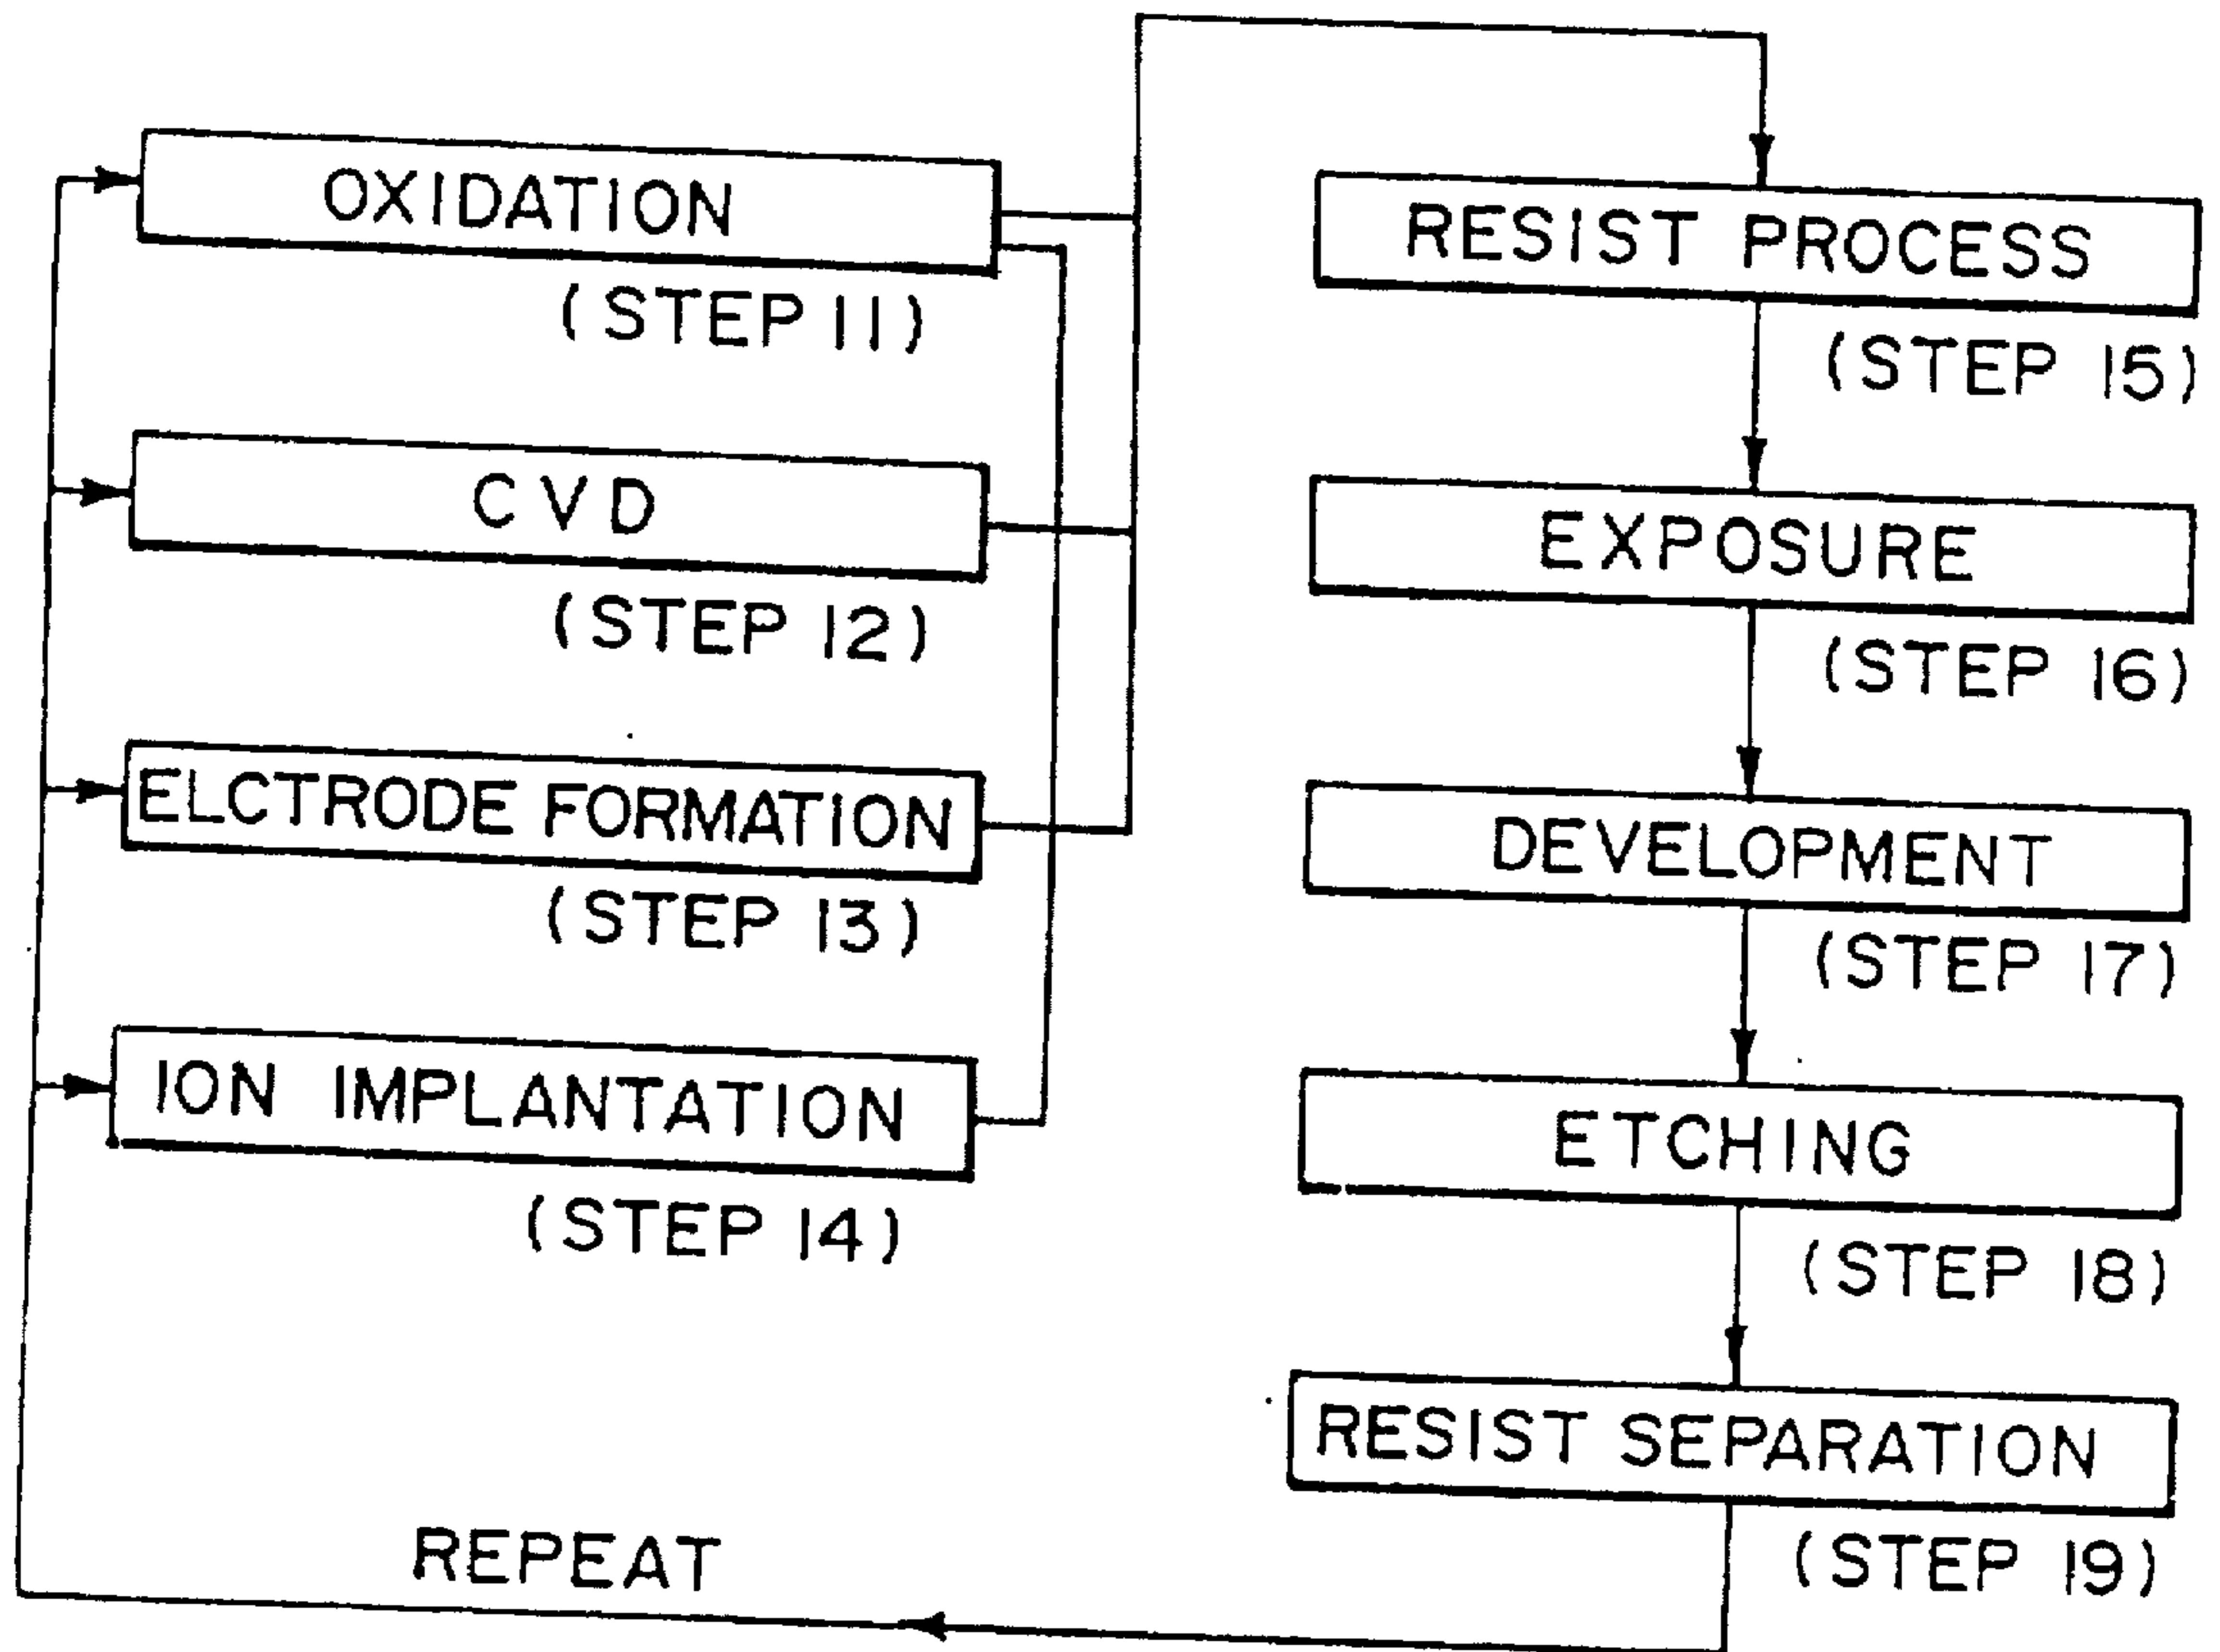 OXIDATION
(STEP 11)
CVD
(STEP 12)
ELCTRODE FORMATION
(STEP 13)
ION IMPLANTATION
(STEP 14)
REPEAT
RESIST PROCESS
(STEP 15)
EXPOSURE
(STEP 16)
DEVELOPMENT
(STEP 17)
ETCHING
(STEP 18)
RESIST SEPARATION
(STEP 19)